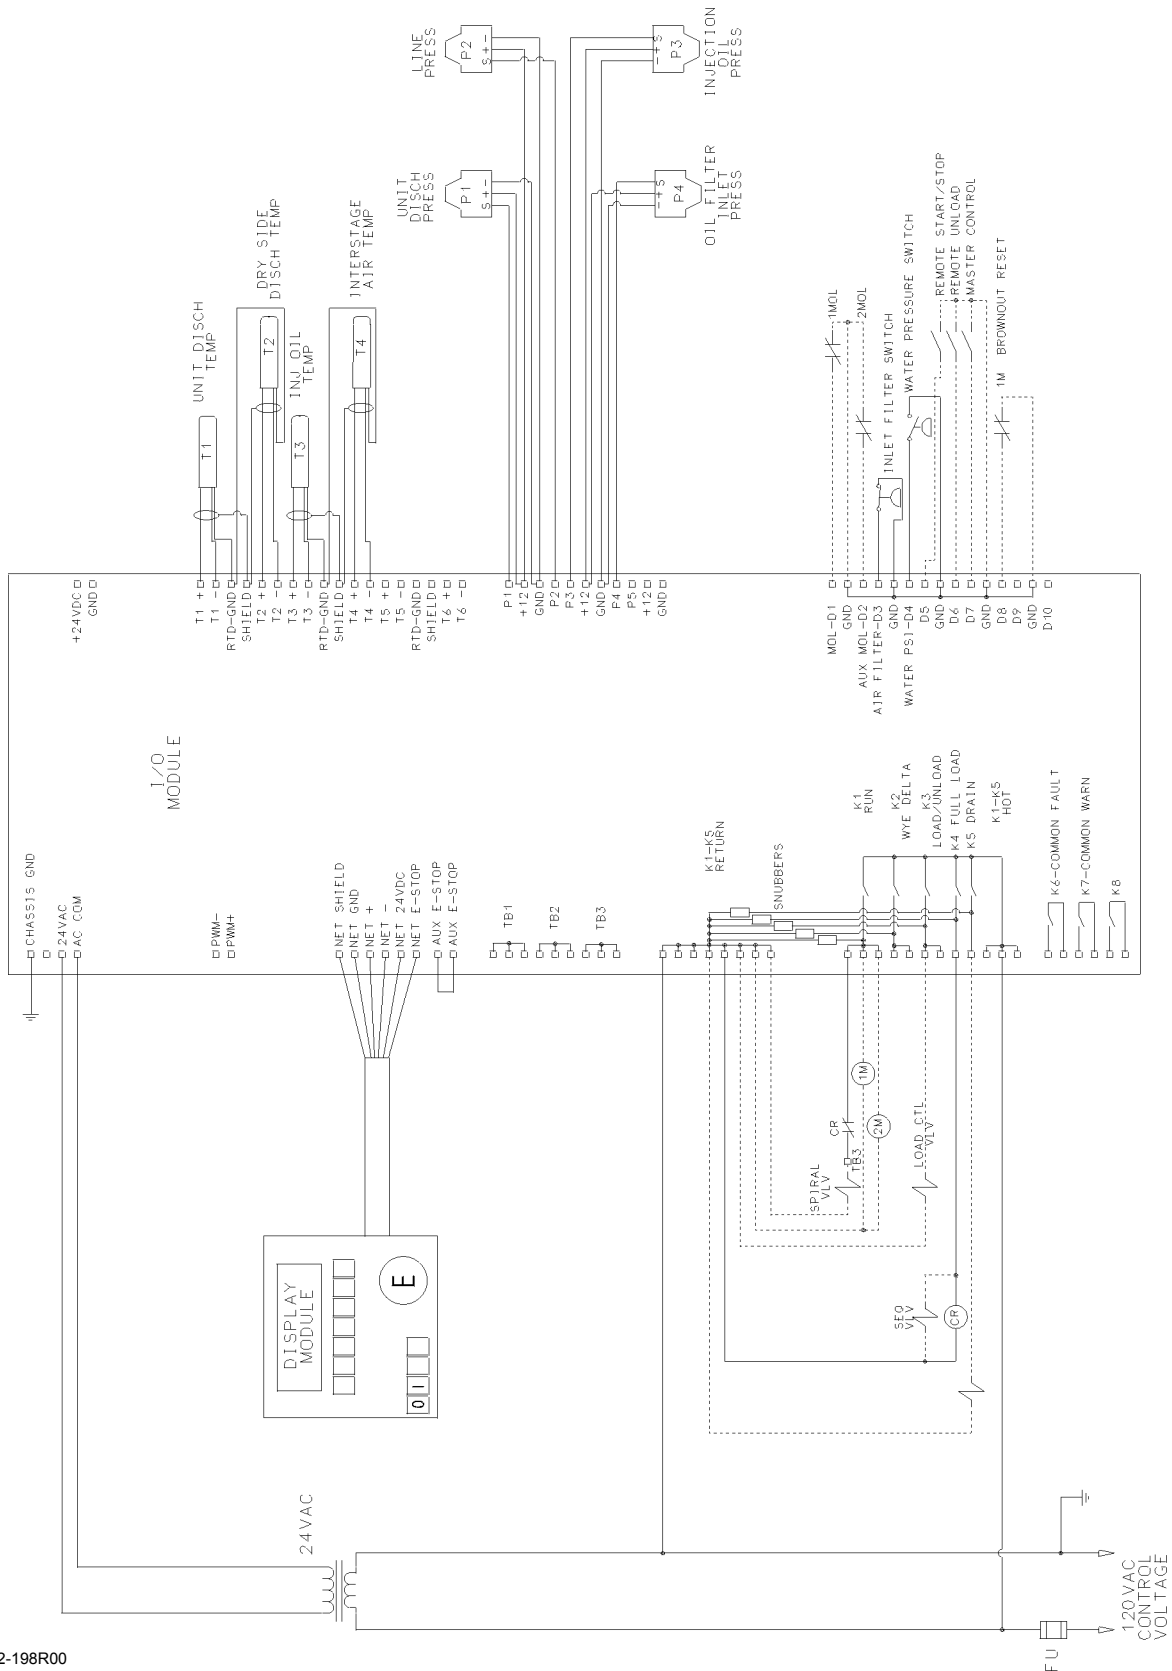 LINE
PRESS
P2
S + -
INJECTION
OIL
PRESS
P3
- + S
UNIT
DISCH
PRESS
P1
S + -
OIL FILTER
INLET
PRESS
P4
- + S
UNIT DISCH
TEMP
T1
DRY SIDE
DISCH TEMP
T2
INJ OIL
TEMP
T3
INTERSTAGE
AIR TEMP
T4
1MOL
2MOL
INLET FILTER SWITCH
WATER PRESSURE SWITCH
REMOTE START/STOP
REMOTE UNLOAD
MASTER CONTROL
1M BROWNOUT RESET
+24VDC
GND
T1 +
T1 -
RTD-GND
SHIELD
T2 +
T2 -
T3 +
T3 -
RTD-GND
SHIELD
T4 +
T4 -
T5 +
T5 -
RTD-GND
SHIELD
T6 +
T6 -
P1
+12
GND
P2
P3
+12
GND
P4
P5
+12
GND
MOL-D1
GND
AUX MOL-D2
AIR FILTER-D3
GND
WATER PSI-D4
D5
GND
D6
D7
GND
D8
D9
GND
D10
I/O
MODULE
CHASSIS GND
24VAC
AC COM
PWM-
PWM+
NET SHIELD
NET GND
NET +
NET -
NET 24VDC
NET E-STOP
AUX E-STOP
AUX E-STOP
TB1
TB2
TB3
K1-K5
RETURN
SNUBBERS
K1
RUN
K2
WYE DELTA
K3
LOAD/UNLOAD
K4 FULL LOAD
K5 DRAIN
K1-K5
HOT
K6-COMMON FAULT
K7-COMMON WARN
K8
CR
TB3
SPIRAL
VLV
1M
2M
LOAD CTL
VLV
SEQ
VLV
CR
DISPLAY
MODULE
E
O I
24VAC
120VAC
CONTROL
VOLTAGE
FU
2-198R00